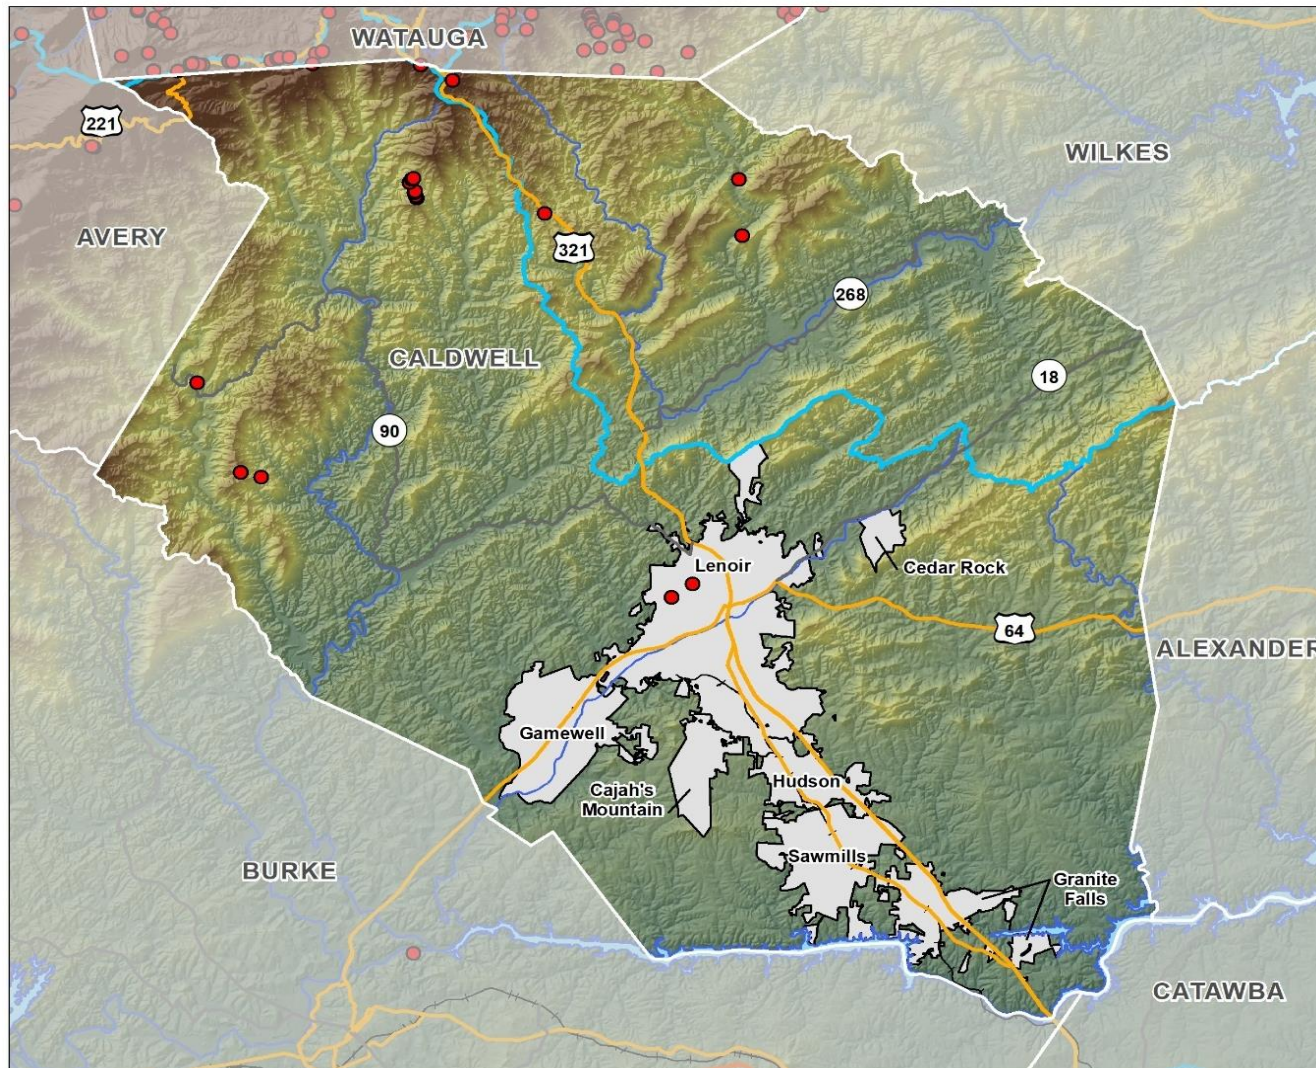 WATAUGA
221
WILKES
AVERY
321
268
CALDWELL
18
90
Lenoir
Cedar Rock
64
ALEXANDER
Gamewell
Hudson
Cajah's
Mountain
Sawmills
BURKE
Granite
Falls
CATAWBA